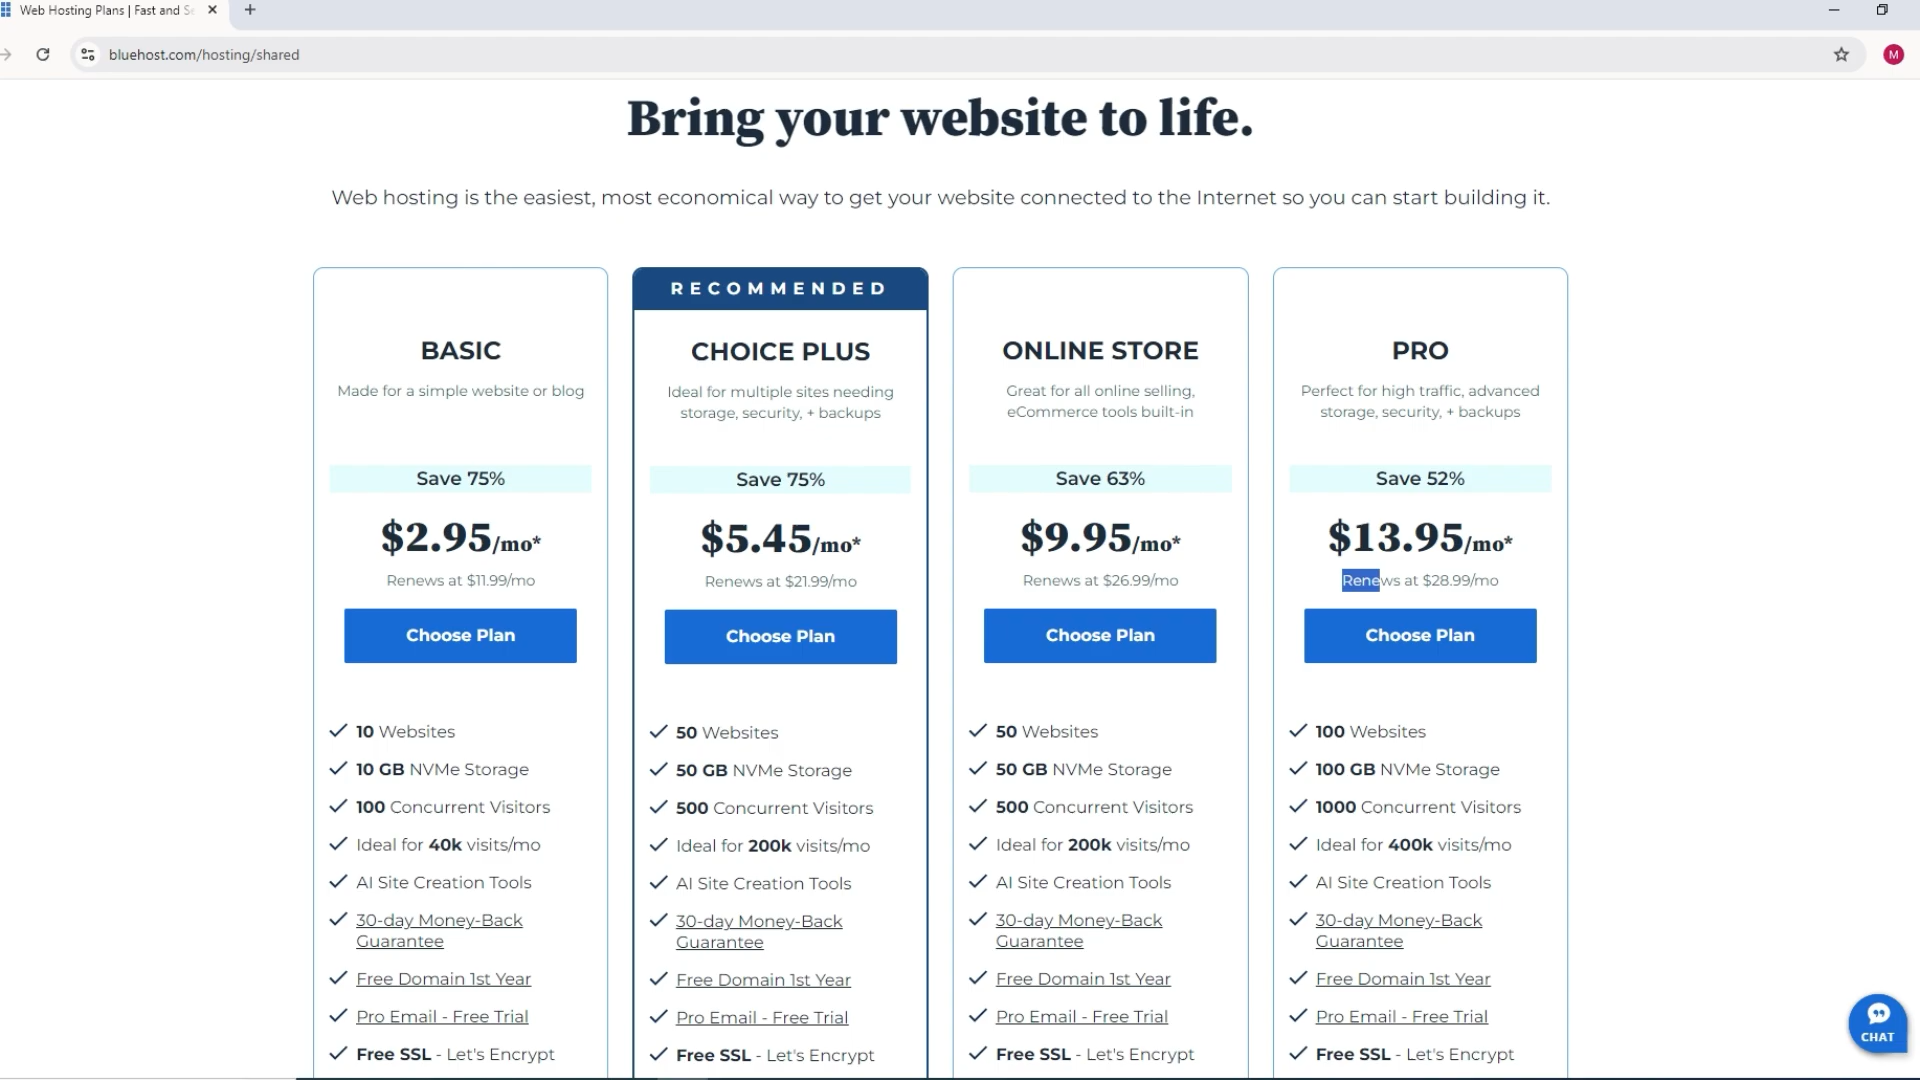 Web Hosting Plans | Fast and Se
bluehost.com/hosting/shared
M
Bring your website to life.
Web hosting is the easiest, most economical way to get your website connected to the Internet so you can start building it.
BASIC
Made for a simple website or blog
Save 75%
$2.95/mo*
Renews at $11.99/mo
Choose Plan
10 Websites
10 GB NVMe Storage
100 Concurrent Visitors
Ideal for 40k visits/mo
AI Site Creation Tools
30-day Money-Back
Guarantee
Free Domain 1st Year
Pro Email - Free Trial
Free SSL - Let's Encrypt
RECOMMENDED
CHOICE PLUS
Ideal for multiple sites needing
storage, security, + backups
Save 75%
$5.45/mo*
Renews at $21.99/mo
Choose Plan
50 Websites
50 GB NVMe Storage
500 Concurrent Visitors
Ideal for 200k visits/mo
AI Site Creation Tools
30-day Money-Back
Guarantee
Free Domain 1st Year
Pro Email - Free Trial
Free SSL - Let's Encrypt
ONLINE STORE
Great for all online selling,
eCommerce tools built-in
Save 63%
$9.95/mo*
Renews at $26.99/mo
Choose Plan
50 Websites
50 GB NVMe Storage
500 Concurrent Visitors
Ideal for 200k visits/mo
AI Site Creation Tools
30-day Money-Back
Guarantee
Free Domain 1st Year
Pro Email - Free Trial
Free SSL - Let's Encrypt
PRO
Perfect for high traffic, advanced
storage, security, + backups
Save 52%
$13.95/mo*
Renews at $28.99/mo
Choose Plan
100 Websites
100 GB NVMe Storage
1000 Concurrent Visitors
Ideal for 400k visits/mo
AI Site Creation Tools
30-day Money-Back
Guarantee
Free Domain 1st Year
Pro Email - Free Trial
Free SSL - Let's Encrypt
CHAT